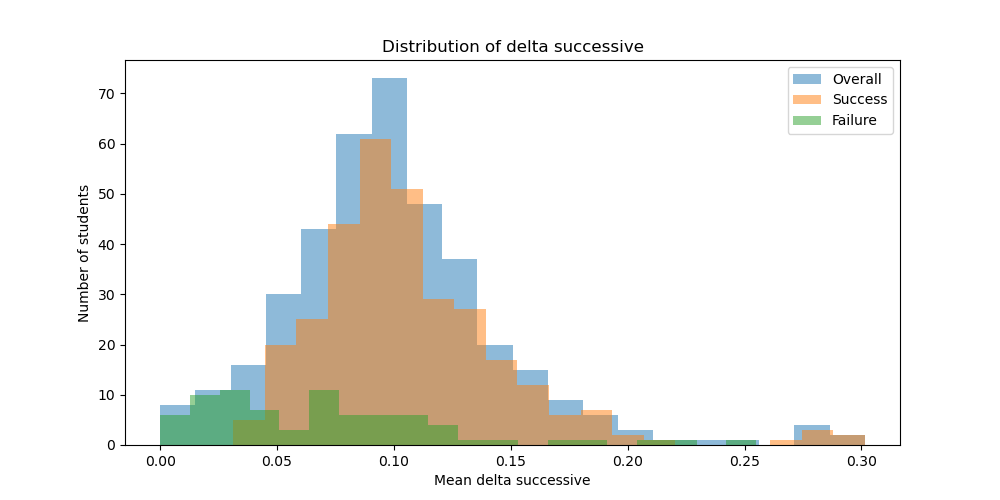 Distribution of delta successive
Overall
Success
Failure
Number of students
70
60
50
40
30
20
10
0
0.00 0.05 0.10 0.15 0.20 0.25 0.30
Mean delta successive